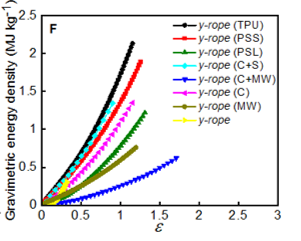 F
Gravimetric energy density (MJ kg⁻¹)
2.5
2
1.5
1
0.5
0
y-rope (TPU)
y-rope (PSS)
y-rope (PSL)
y-rope (C+S)
y-rope (C+MW)
y-rope (C)
y-rope (MW)
y-rope
0 0.5 1 1.5 2 2.5 3
ε